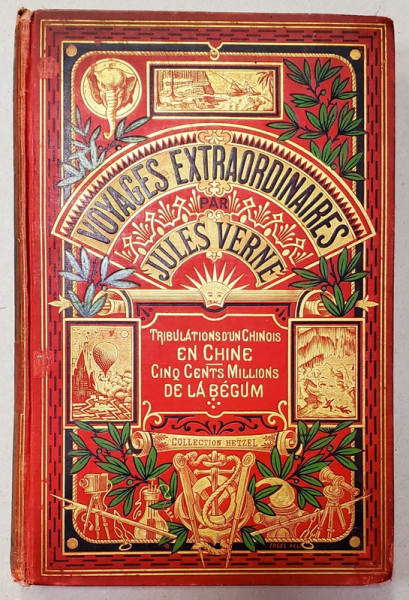 VOYAGES EXTRAORDINAIRES
PAR
JULES VERNE
TRIBULATIONS D'UN CHINOIS
EN CHINE
CINQ CENTS MILLIONS
DE LA BÉGUM
COLLECTION HETZEL